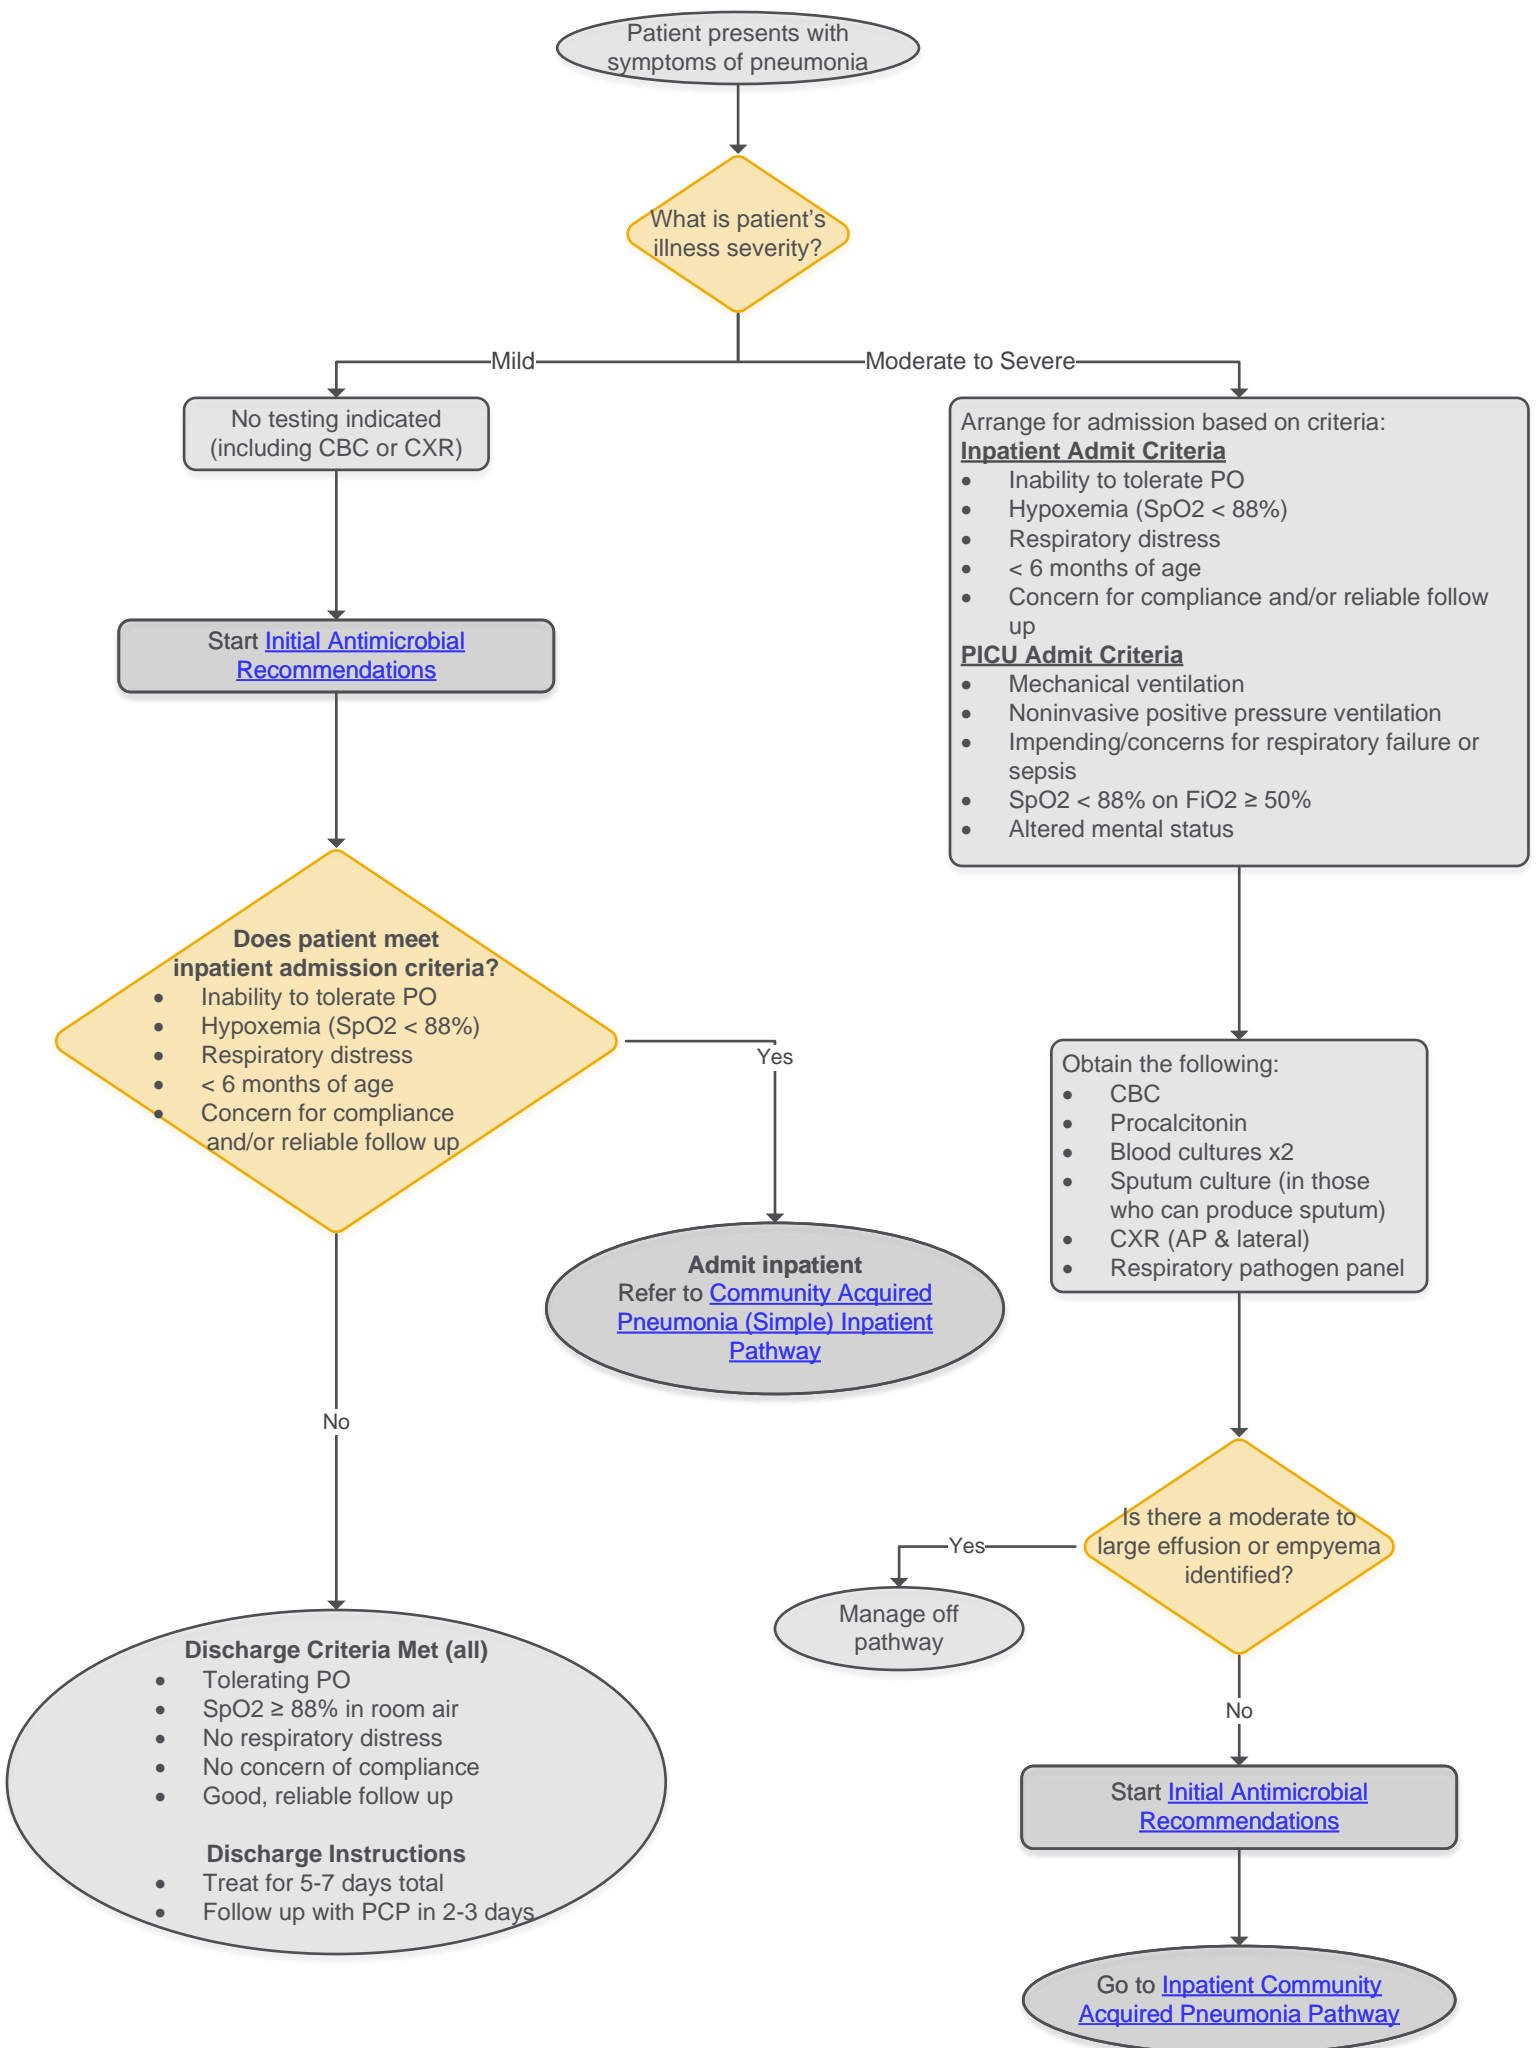 Patient presents with
symptoms of pneumonia
What is patient’s
illness severity?
Mild
Moderate to Severe
No testing indicated
(including CBC or CXR)
Start Initial Antimicrobial
Recommendations
Does patient meet
inpatient admission criteria?
• Inability to tolerate PO
• Hypoxemia (SpO2 < 88%)
• Respiratory distress
• < 6 months of age
• Concern for compliance
and/or reliable follow up
Yes
Admit inpatient
Refer to Community Acquired
Pneumonia (Simple) Inpatient
Pathway
No
Discharge Criteria Met (all)
• Tolerating PO
• SpO2 ≥ 88% in room air
• No respiratory distress
• No concern of compliance
• Good, reliable follow up
Discharge Instructions
• Treat for 5-7 days total
• Follow up with PCP in 2-3 days
Arrange for admission based on criteria:
Inpatient Admit Criteria
• Inability to tolerate PO
• Hypoxemia (SpO2 < 88%)
• Respiratory distress
• < 6 months of age
• Concern for compliance and/or reliable follow
up
PICU Admit Criteria
• Mechanical ventilation
• Noninvasive positive pressure ventilation
• Impending/concerns for respiratory failure or
sepsis
• SpO2 < 88% on FiO2 ≥ 50%
• Altered mental status
Obtain the following:
• CBC
• Procalcitonin
• Blood cultures x2
• Sputum culture (in those
who can produce sputum)
• CXR (AP & lateral)
• Respiratory pathogen panel
Is there a moderate to
large effusion or empyema
identified?
Yes
Manage off
pathway
No
Start Initial Antimicrobial
Recommendations
Go to Inpatient Community
Acquired Pneumonia Pathway